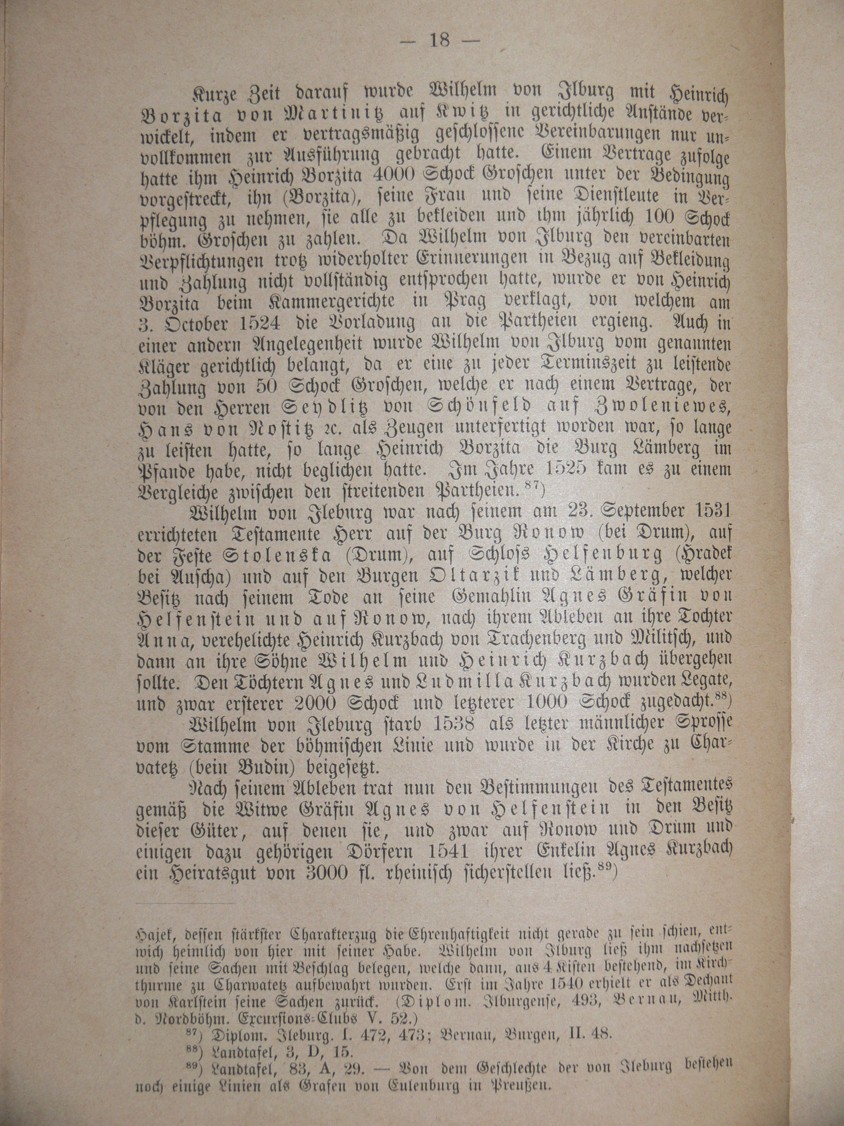 — 18 —
Kurze Zeit darauf wurde Wilhelm von Ilburg mit Heinrich
Borzita von Martinitz auf Kwitz in gerichtliche Anstände ver-
wickelt, indem er vertragsmäßig geschlossene Vereinbarungen nur un-
vollkommen zur Ausführung gebracht hatte. Einem Vertrage zufolge
hatte ihm Heinrich Borzita 4000 Schock Groschen unter der Bedingung
vorgestreckt, ihn (Borzita), seine Frau und seine Dienstleute in Ver-
pflegung zu nehmen, sie alle zu bekleiden und ihm jährlich 100 Schock
böhm. Groschen zu zahlen. Da Wilhelm von Ilburg den vereinbarten
Verpflichtungen trotz widerholter Erinnerungen in Bezug auf Bekleidung
und Zahlung nicht vollständig entsprochen hatte, wurde er von Heinrich
Borzita beim Kammergerichte in Prag verklagt, von welchem am
3. October 1524 die Vorladung an die Partheien ergieng. Auch in
einer andern Angelegenheit wurde Wilhelm von Ilburg vom genannten
Kläger gerichtlich belangt, da er eine zu jeder Terminszeit zu leistende
Zahlung von 50 Schock Groschen, welche er nach einem Vertrage, der
von den Herren Seydlitz von Schönfeld auf Zwoleniewes,
Hans von Nostitz ꝛc. als Zeugen unterfertigt worden war, so lange
zu leisten hatte, so lange Heinrich Borzita die Burg Lämberg im
Pfande habe, nicht beglichen hatte. Im Jahre 1525 kam es zu einem
Vergleiche zwischen den streitenden Partheien.⁸⁷)
Wilhelm von Ileburg war nach seinem am 23. September 1531
errichteten Testamente Herr auf der Burg Ronow (bei Drum), auf
der Feste Stolenska (Drum), auf Schloss Helfenburg (Hradek
bei Auscha) und auf den Burgen Oltarzik und Lämberg, welcher
Besitz nach seinem Tode an seine Gemahlin Agnes Gräfin von
Helfenstein und auf Ronow, nach ihrem Ableben an ihre Tochter
Anna, verehelichte Heinrich Kurzbach von Trachenberg und Militsch, und
dann an ihre Söhne Wilhelm und Heinrich Kurzbach übergehen
sollte. Den Töchtern Agnes und Ludmilla Kurzbach wurden Legate,
und zwar ersterer 2000 Schock und letzterer 1000 Schock zugedacht.⁸⁸)
Wilhelm von Ileburg starb 1538 als letzter männlicher Sprosse
vom Stamme der böhmischen Linie und wurde in der Kirche zu Char-
vatetz (bein Budin) beigesetzt.
Nach seinem Ableben trat nun den Bestimmungen des Testamentes
gemäß die Witwe Gräfin Agnes von Helfenstein in den Besitz
dieser Güter, auf denen sie, und zwar auf Ronow und Drum und
einigen dazu gehörigen Dörfern 1541 ihrer Enkelin Agnes Kurzbach
ein Heiratsgut von 3000 fl. rheinisch sicherstellen ließ.⁸⁹)
Hajek, dessen stärkster Charakterzug die Ehrenhaftigkeit nicht gerade zu sein schien, ent-
wich heimlich von hier mit seiner Habe. Wilhelm von Ilburg ließ ihm nachsetzen
und seine Sachen mit Beschlag belegen, welche dann, aus 4 Kisten bestehend, im Kirch-
thurme zu Charwatetz aufbewahrt wurden. Erst im Jahre 1540 erhielt er als Dechant
von Karlstein seine Sachen zurück. (Diplom. Ilburgense, 493, Bernau, Mitth.
d. Nordböhm. Excursions-Clubs V. 52.)
⁸⁷) Diplom. Ileburg. I. 472, 473; Bernau, Burgen, II. 48.
⁸⁸) Landtafel, 3, D, 15.
⁸⁹) Landtafel, 83, A, 29. — Von dem Geschlechte der von Ileburg bestehen
noch einige Linien als Grafen von Eulenburg in Preußen.